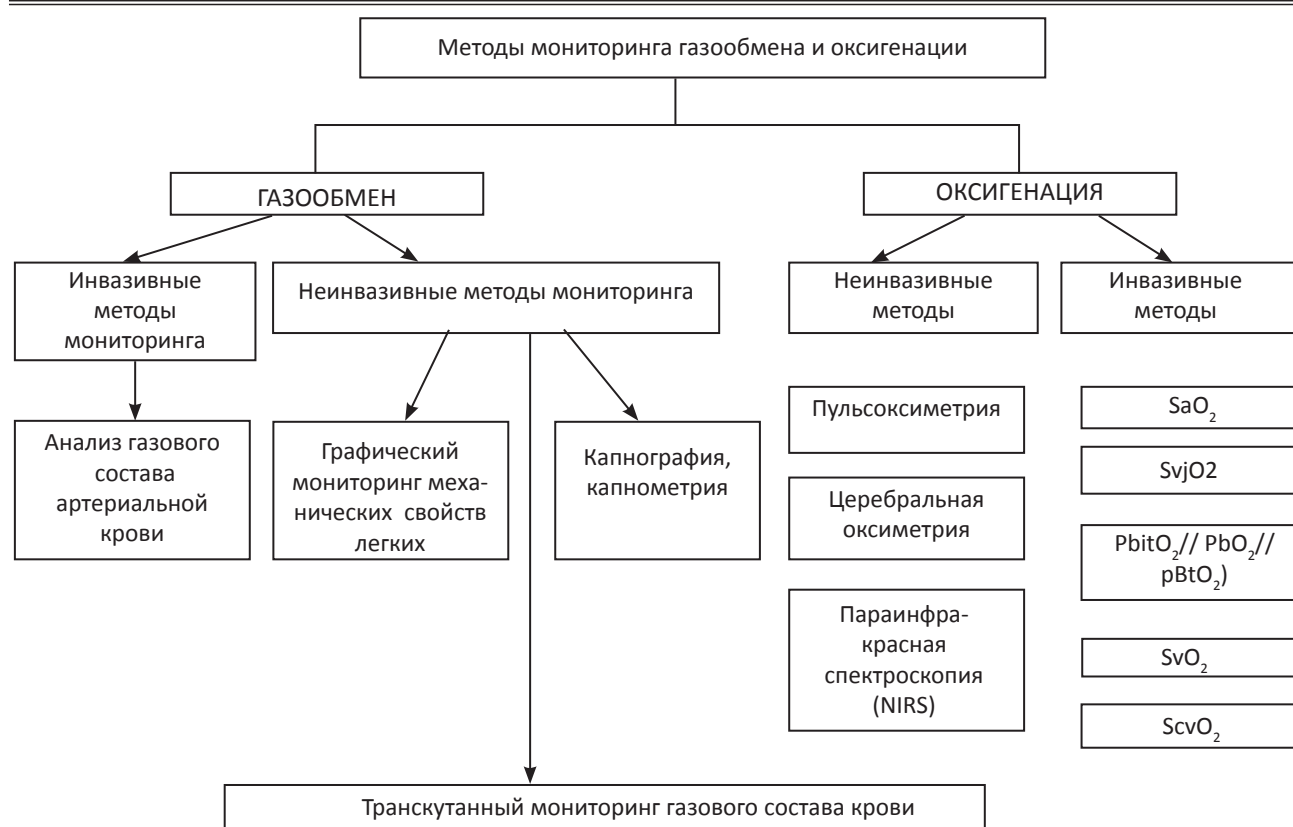 Методы мониторинга газообмена и оксигенации
ГАЗООБМЕН
ОКСИГЕНАЦИЯ
Инвазивные
методы
мониторинга
Неинвазивные методы мониторинга
Неинвазивные
методы
Инвазивные
методы
Анализ газового
состава
артериальной
крови
Графический
мониторинг меха-
нических свойств
легких
Капнография,
капнометрия
Пульсоксиметрия
Церебральная
оксиметрия
Параинфра-
красная
спектроскопия
(NIRS)
SaO₂
SvjO2
PbitO₂// PbO₂//
pBtO₂)
SvO₂
ScvO₂
Транскутанный мониторинг газового состава крови